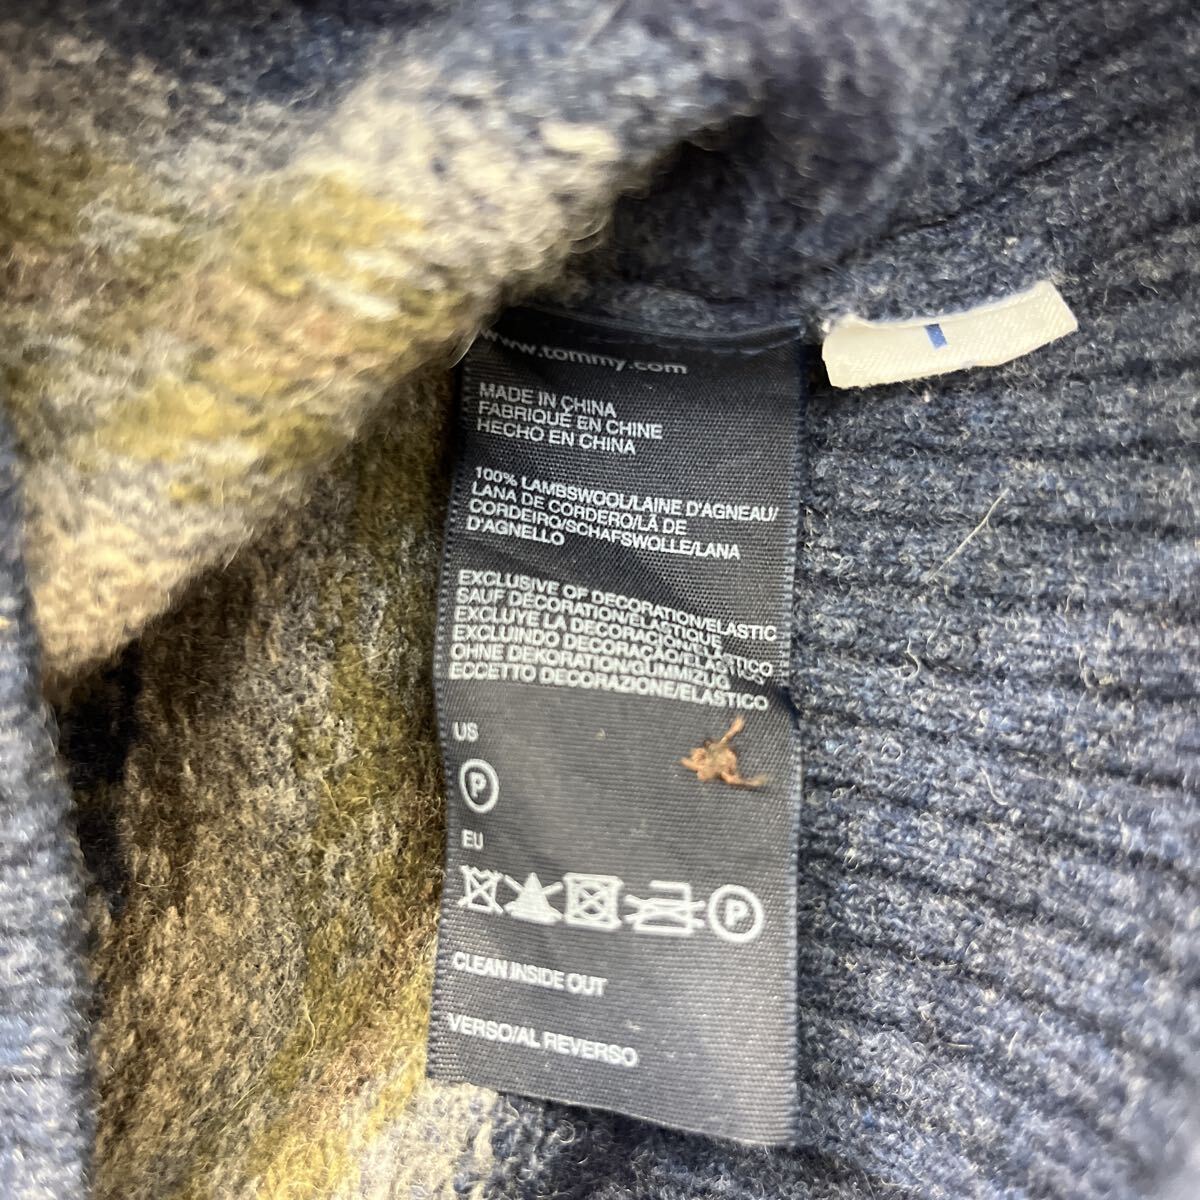 www.tommy.com
MADE IN CHINA
FABRIQUÉ EN CHINE
HECHO EN CHINA
100% LAMBSWOOL/LAINE D'AGNEAU/
LANA DE CORDERO/LÃ DE
CORDEIRO/SCHAFSWOLLE/LANA
D'AGNELLO
EXCLUSIVE OF DECORATION/ELASTIC
SAUF DÉCORATION/ÉLASTIQUE
EXCLUYE LA DECORACIÓN/ELÁSTICO
EXCLUINDO DECORAÇÃO/ELÁSTICO
OHNE DEKORATION/GUMMIZUG
ECCETTO DECORAZIONE/ELASTICO
US
P
EU
P
CLEAN INSIDE OUT
VERSO/AL REVERSO